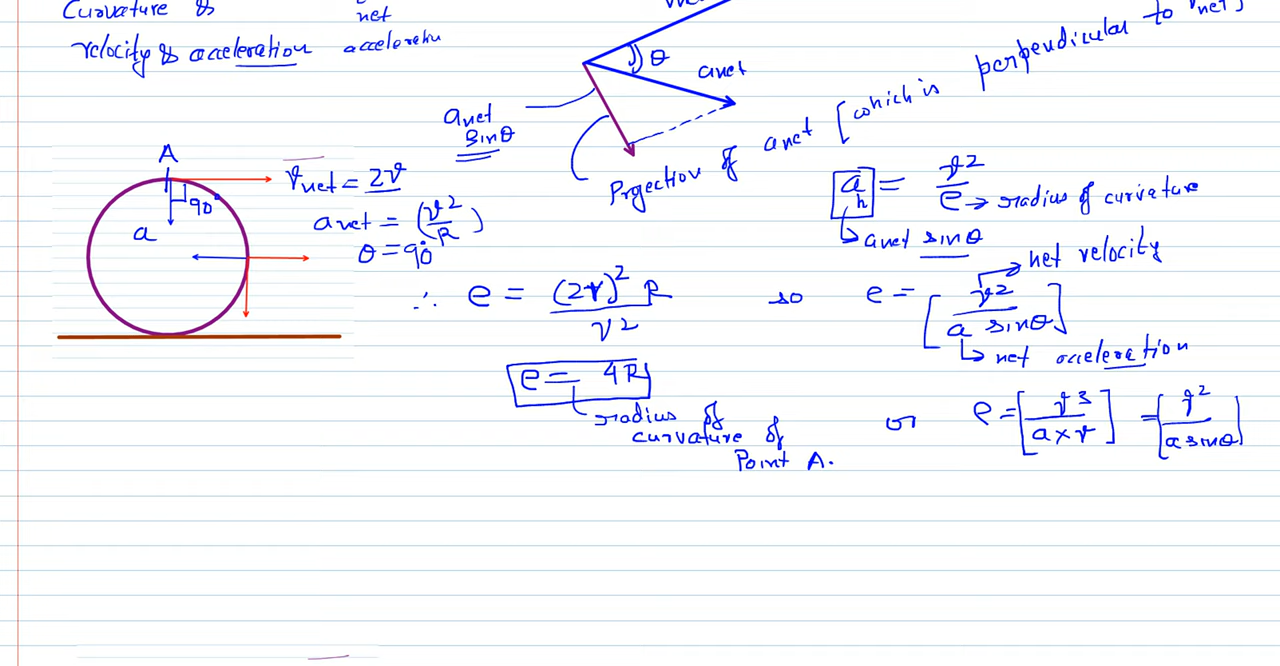 Curvature &
net
velocity & acceleration
θ
anet
anet
sinθ
Prjection of anet [which is perpendicular to Vnet]
A
90
a
Vnet = 2v
anet = (v²/R)
θ = 90°
an = v²/e → radius of curvature
anet sinθ
∴ e = (2v)² R / v²
so e = [v² / a sinθ]
net velocity
net acceleration
e = 4R
radius of
curvature of
Point A.
or e = [v³ / a×v] = [v² / a sinθ]